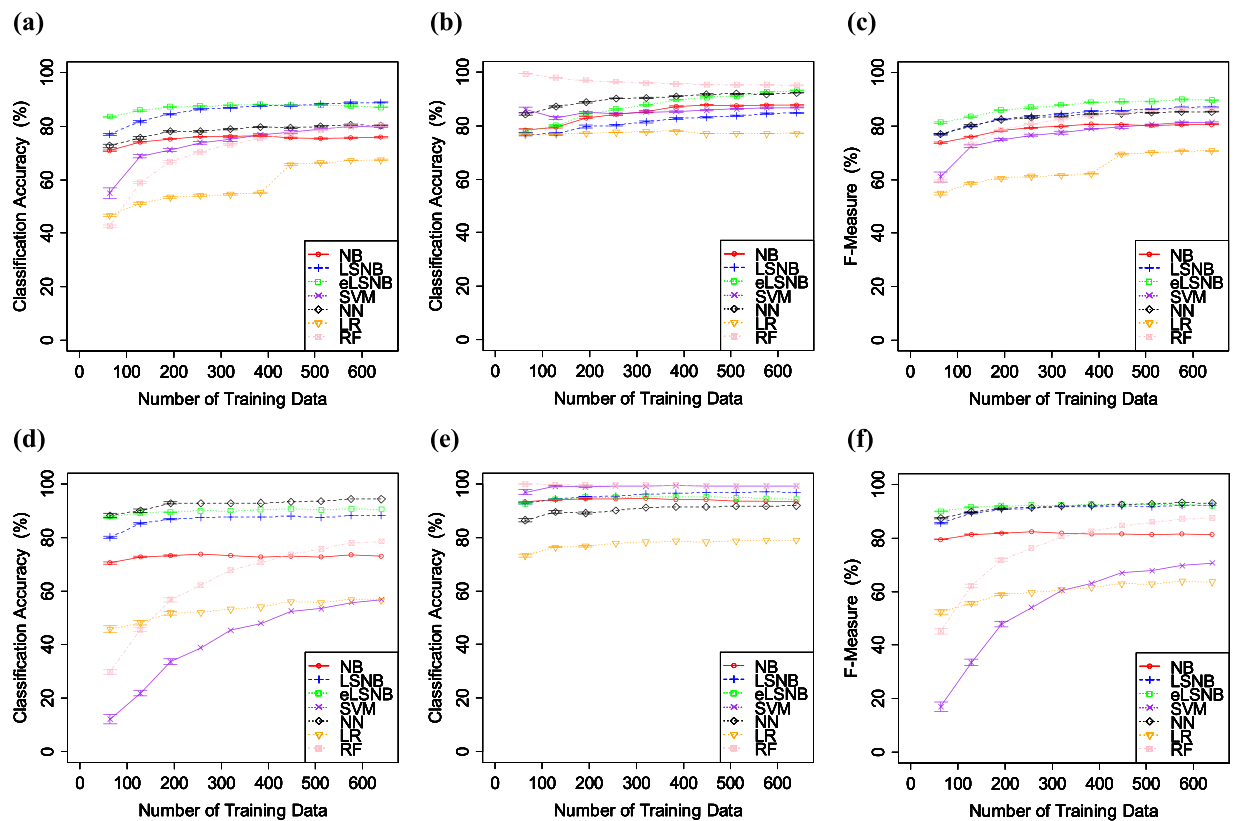 (a)
Classification Accuracy (%)
0 20 40 60 80 100
0 100 200 300 400 500 600
Number of Training Data
NB
LSNB
eLSNB
SVM
NN
LR
RF
(b)
Classification Accuracy (%)
0 20 40 60 80 100
0 100 200 300 400 500 600
Number of Training Data
NB
LSNB
eLSNB
SVM
NN
LR
RF
(c)
F-Measure (%)
0 20 40 60 80 100
0 100 200 300 400 500 600
Number of Training Data
NB
LSNB
eLSNB
SVM
NN
LR
RF
(d)
Classification Accuracy (%)
0 20 40 60 80 100
0 100 200 300 400 500 600
Number of Training Data
NB
LSNB
eLSNB
SVM
NN
LR
RF
(e)
Classification Accuracy (%)
0 20 40 60 80 100
0 100 200 300 400 500 600
Number of Training Data
NB
LSNB
eLSNB
SVM
NN
LR
RF
(f)
F-Measure (%)
0 20 40 60 80 100
0 100 200 300 400 500 600
Number of Training Data
NB
LSNB
eLSNB
SVM
NN
LR
RF